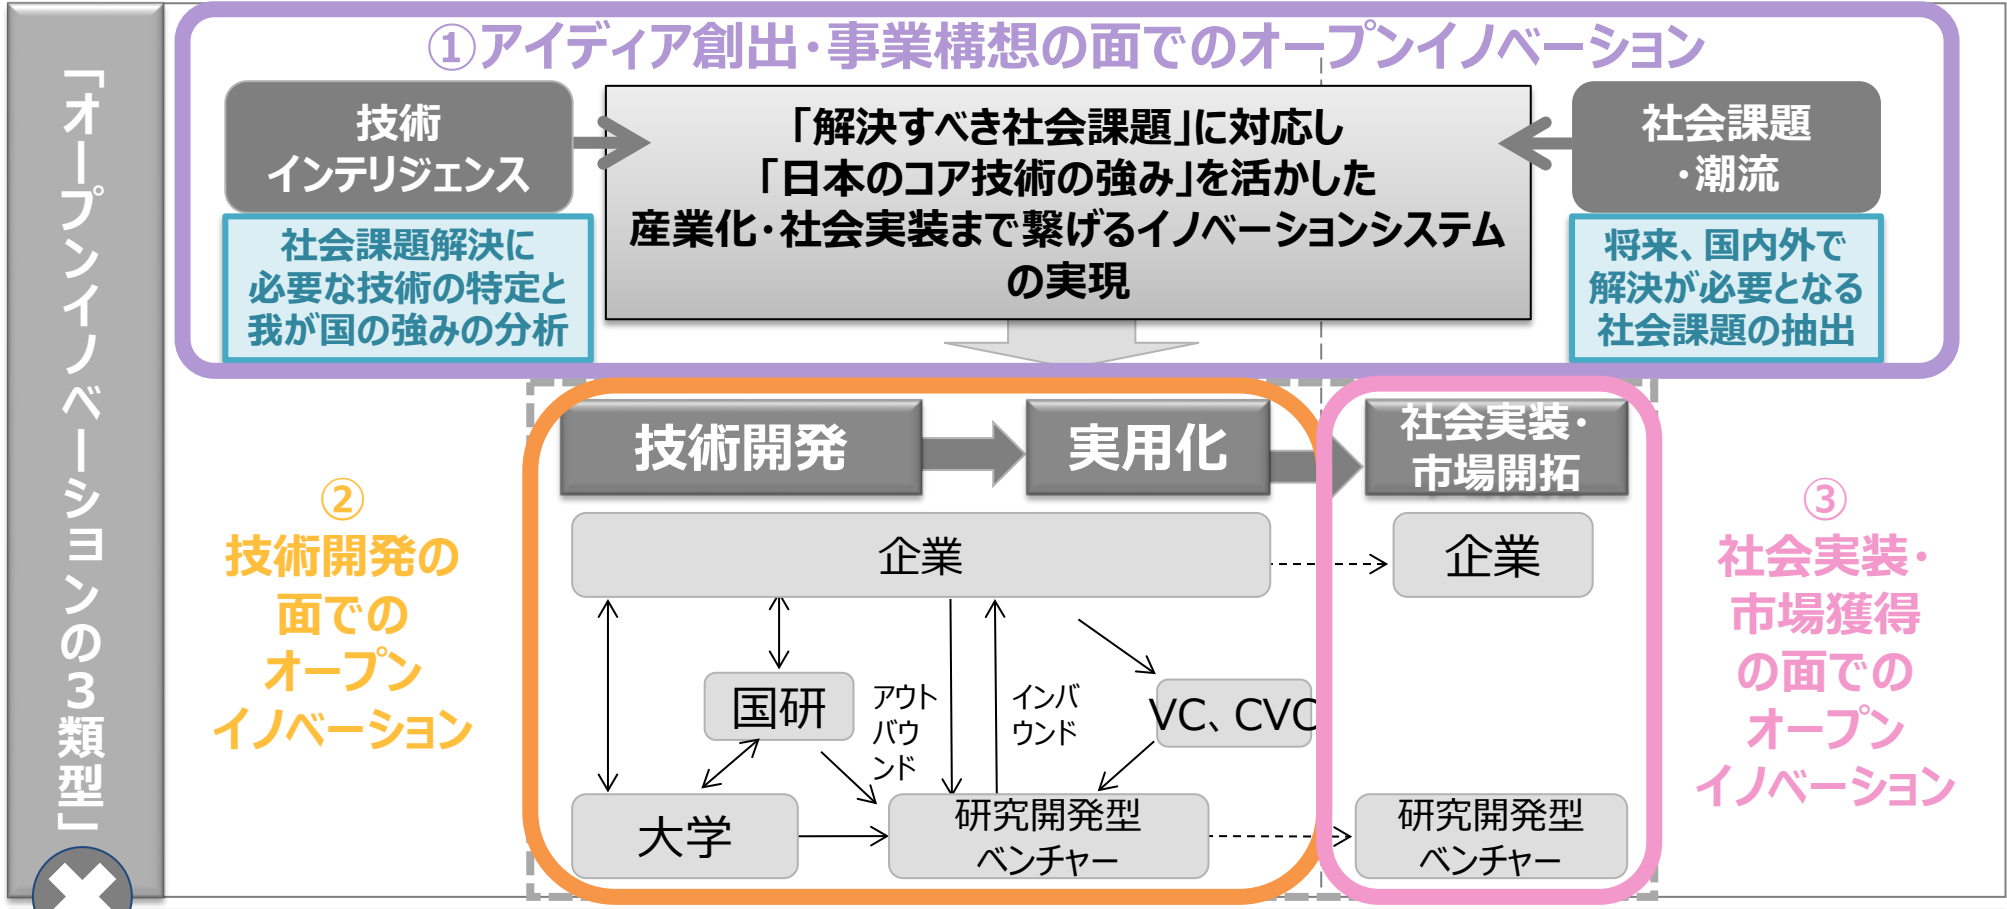 「オープンイノベーションの3類型」
①アイディア創出・事業構想の面でのオープンイノベーション
技術
インテリジェンス
「解決すべき社会課題」に対応し
「日本のコア技術の強み」を活かした
産業化・社会実装まで繋げるイノベーションシステム
の実現
社会課題
・潮流
社会課題解決に
必要な技術の特定と
我が国の強みの分析
将来、国内外で
解決が必要となる
社会課題の抽出
②
技術開発の
面での
オープン
イノベーション
技術開発
実用化
社会実装・
市場開拓
企業
企業
国研
アウト
バウ
ンド
インバ
ウンド
VC、CVC
大学
研究開発型
ベンチャー
研究開発型
ベンチャー
③
社会実装・
市場獲得
の面での
オープン
イノベーション